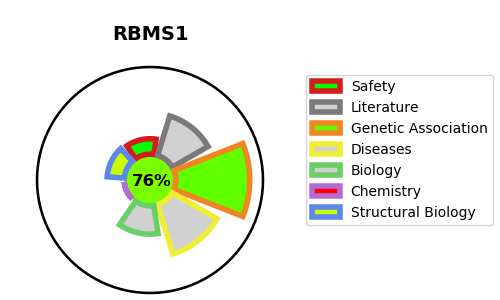 RBMS1
76%
Safety
Literature
Genetic Association
Diseases
Biology
Chemistry
Structural Biology